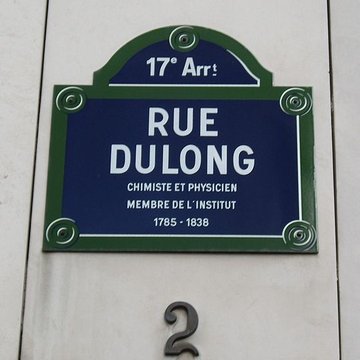 17e Arrt
RUE
DULONG
CHIMISTE ET PHYSICIEN
MEMBRE DE L'INSTITUT
1785 - 1838
2